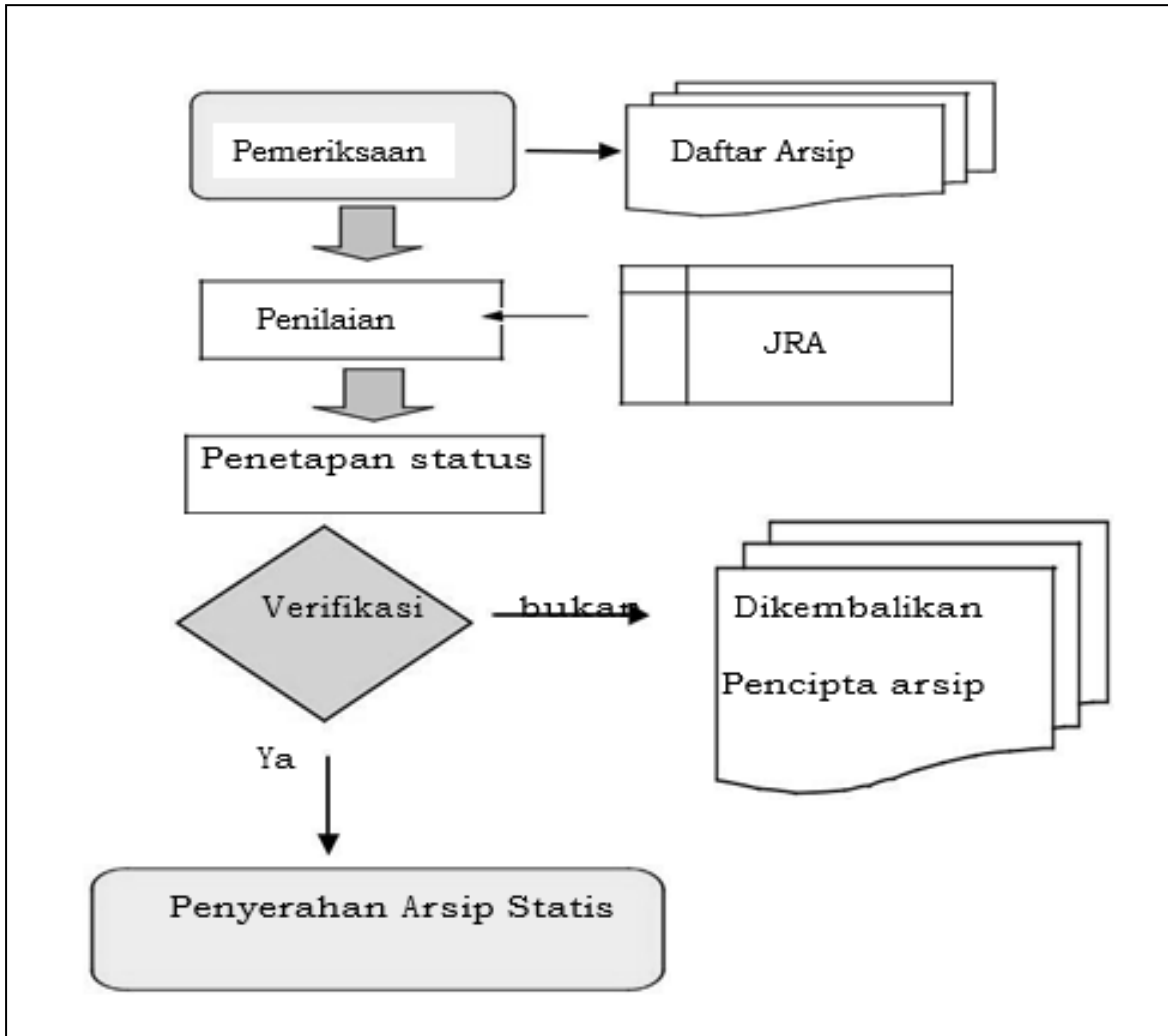 Pemeriksaan
Daftar Arsip
Penilaian
JRA
Penetapan status
Verifikasi
bukan
Dikembalikan
Pencipta arsip
Ya
Penyerahan Arsip Statis